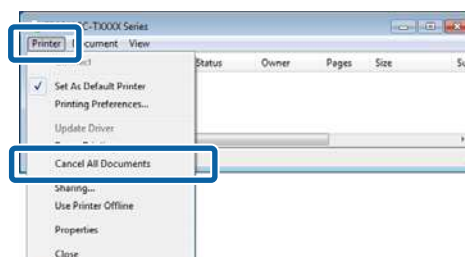 C-TXXXX Series
Printer Document View
Status Owner Pages Size
Set As Default Printer
Printing Preferences...
Update Driver
Cancel All Documents
Sharing...
Use Printer Offline
Properties
Close